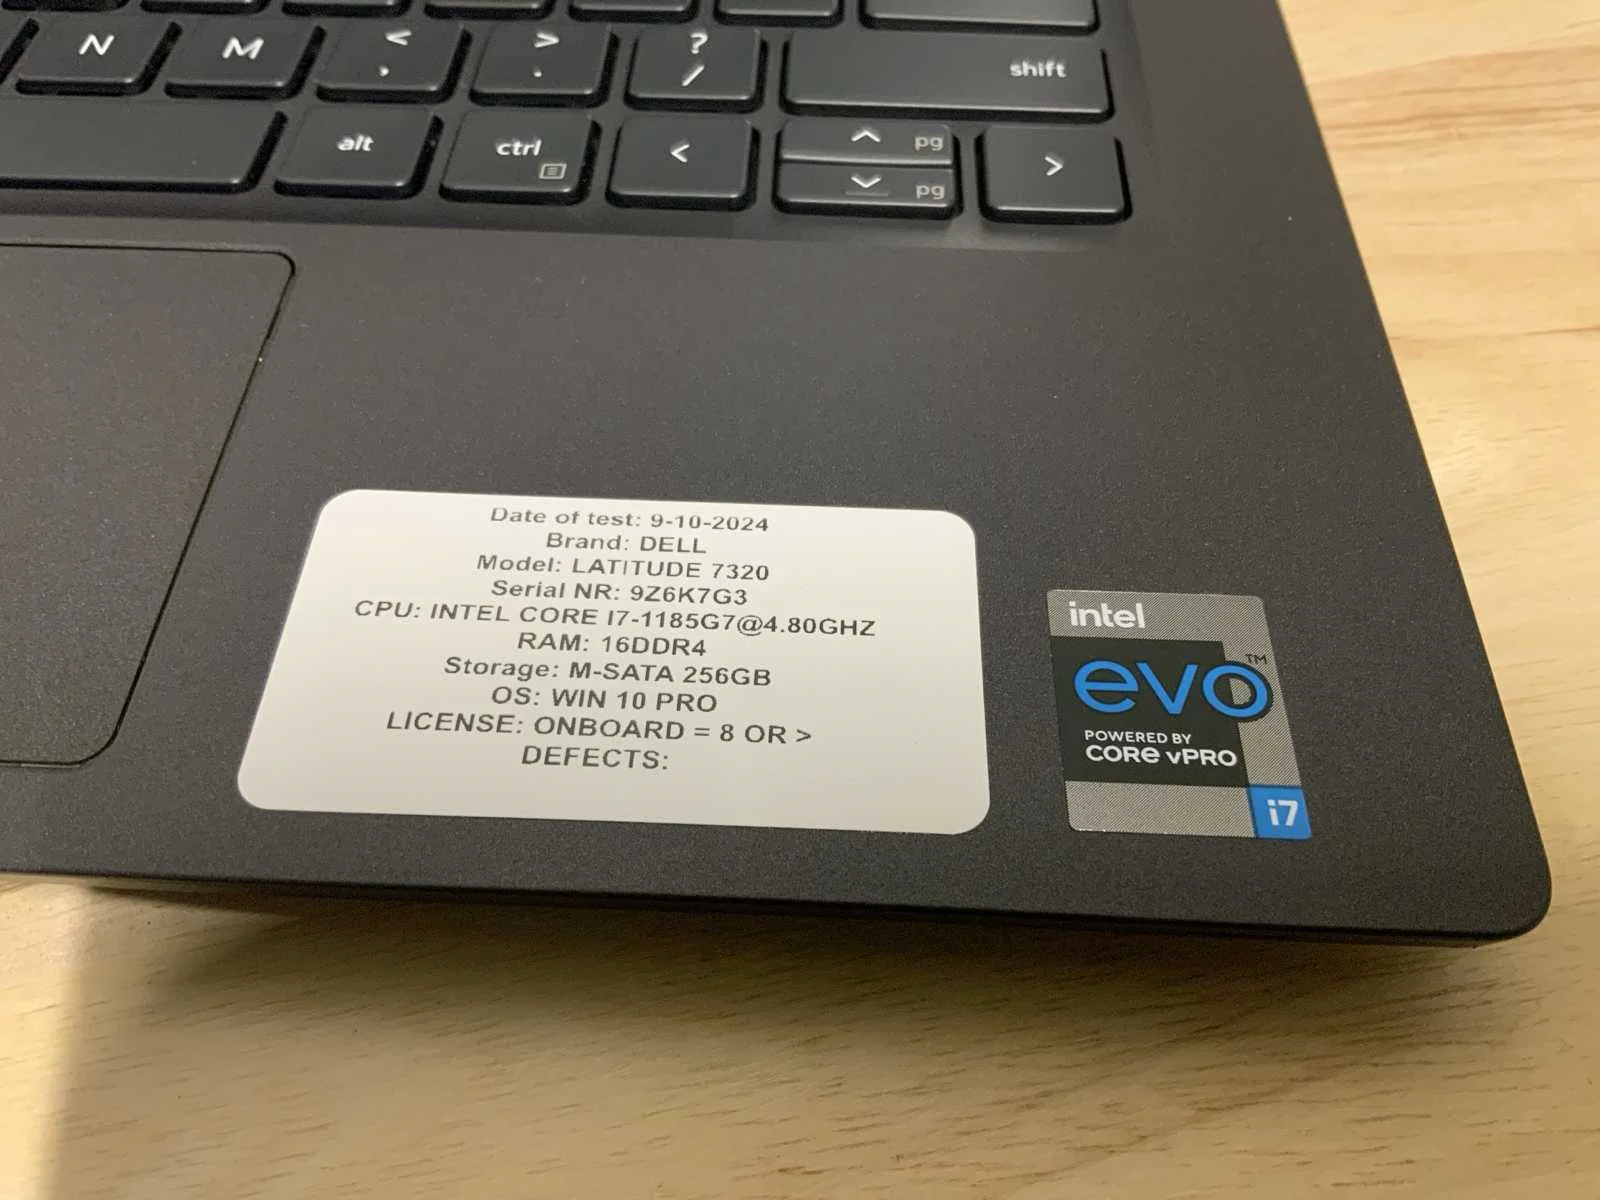 N M < , > . ? / shift
alt ctrl < ^ pg pg >
Date of test: 9-10-2024
Brand: DELL
Model: LATITUDE 7320
Serial NR: 9Z6K7G3
CPU: INTEL CORE I7-1185G7@4.80GHZ
RAM: 16DDR4
Storage: M-SATA 256GB
OS: WIN 10 PRO
LICENSE: ONBOARD = 8 OR >
DEFECTS:
intel
evo™
POWERED BY
CORE vPRO
i7